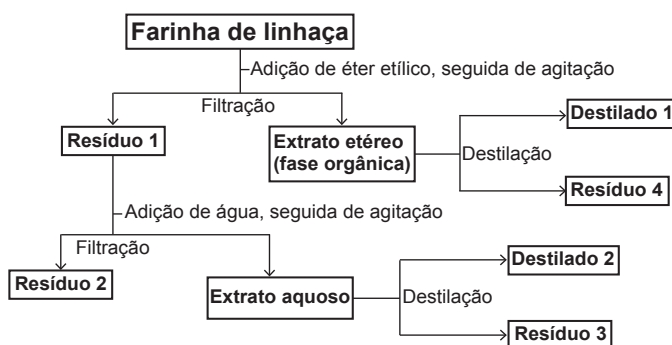 Farinha de linhaça
Adição de éter etílico, seguida de agitação
Filtração
Resíduo 1
Extrato etéreo
(fase orgânica)
Destilação
Destilado 1
Resíduo 4
Adição de água, seguida de agitação
Filtração
Resíduo 2
Extrato aquoso
Destilação
Destilado 2
Resíduo 3